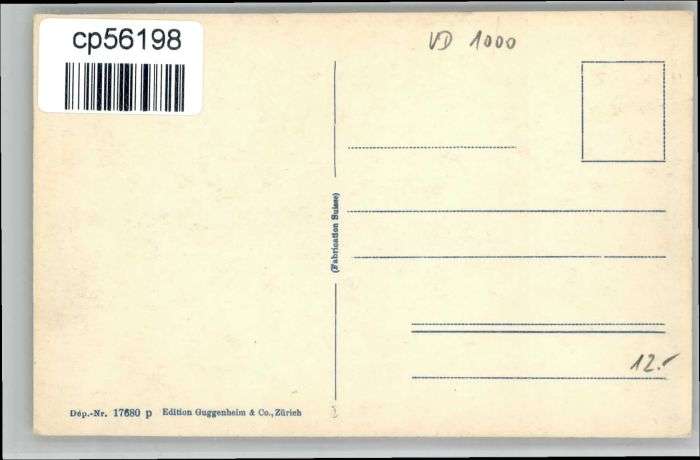 cp56198
VD 1000
(Fabrication Suisse)
12.-
Dép.-Nr. 17680 p Edition Guggenheim & Co., Zürich